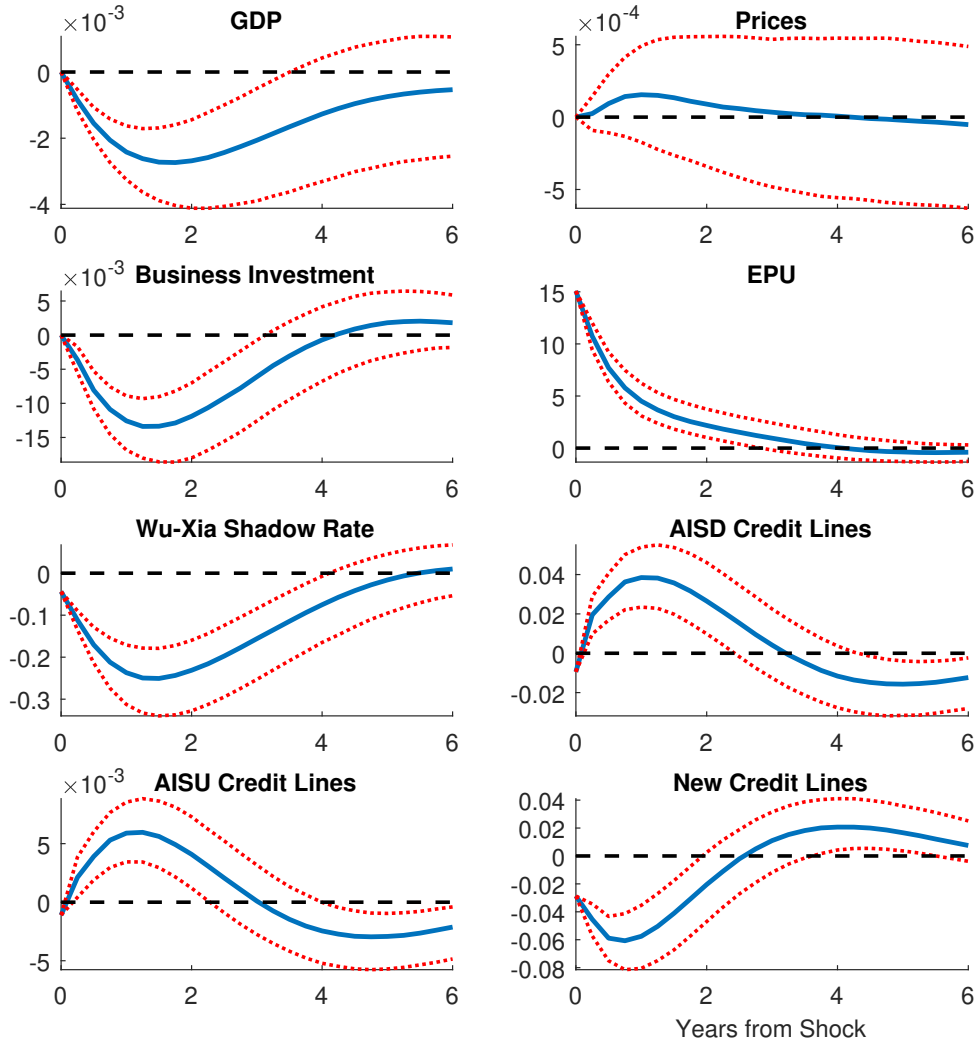 ×10⁻³
GDP
0
-2
-4
0 2 4 6
×10⁻⁴
Prices
5
0
-5
0 2 4 6
×10⁻³
Business Investment
5
0
-5
-10
-15
0 2 4 6
EPU
15
10
5
0
0 2 4 6
Wu-Xia Shadow Rate
0
-0.1
-0.2
-0.3
0 2 4 6
AISD Credit Lines
0.04
0.02
0
-0.02
0 2 4 6
×10⁻³
AISU Credit Lines
5
0
-5
0 2 4 6
New Credit Lines
0.04
0.02
0
-0.02
-0.04
-0.06
-0.08
0 2 4 6
Years from Shock